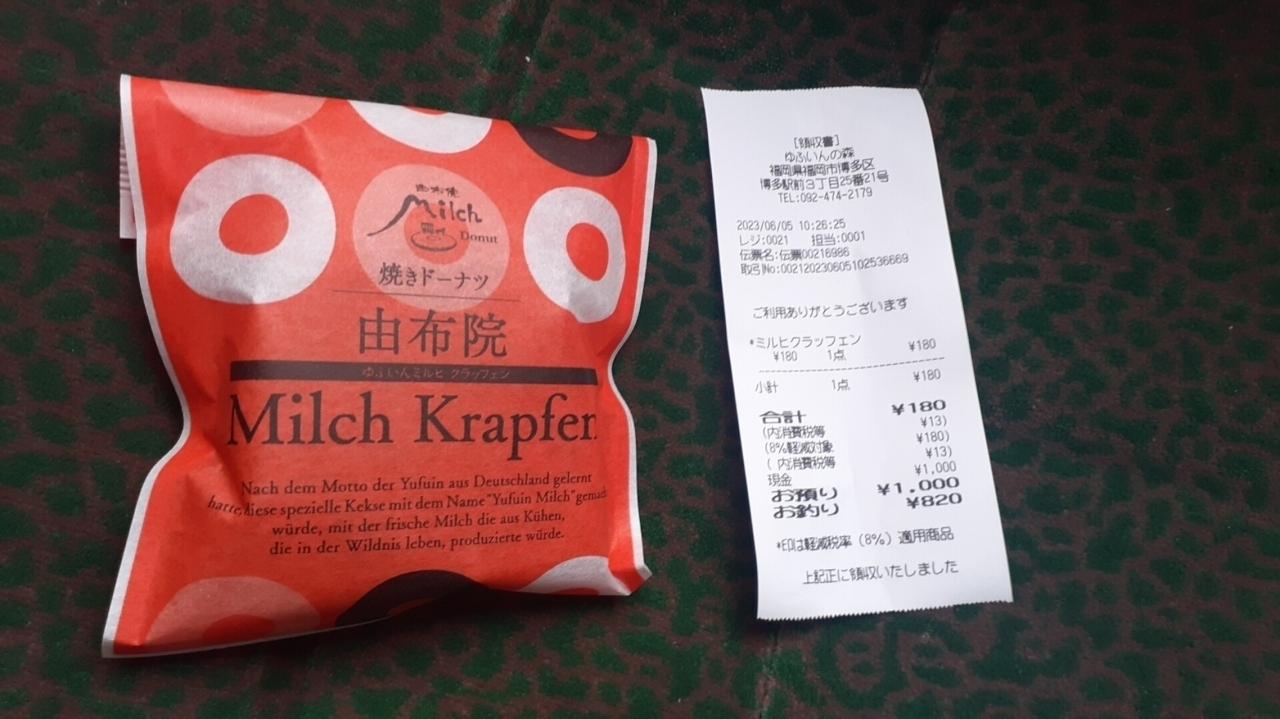 由布院
Milch
Donut
焼きドーナツ
由布院
ゆふいんミルヒ クラッフェン
Milch Krapfen
Nach dem Motto der Yufuin aus Deutschland gelernt
hatte, diese spezielle Kekse mit dem Name "Yufuin Milch" gemach
würde, mit der frische Milch die aus Kühen,
die in der Wildnis leben, produzierte würde.
[領収書]
ゆふいんの森
福岡県福岡市博多区
博多駅前3丁目25番21号
TEL:092-474-2179
2023/06/05 10:26:25
レジ:0021 担当:0001
伝票名:伝票00216986
取引No:002120230605102536669
ご利用ありがとうございます
*ミルヒクラッフェン ¥180
¥180 1点
小計 1点 ¥180
合計 ¥180
(内消費税等 ¥13)
(8%軽減対象 ¥180)
( 内消費税等 ¥13)
現金 ¥1,000
お預り ¥1,000
お釣り ¥820
*印は軽減税率(8%)適用商品
上記正に領収いたしました